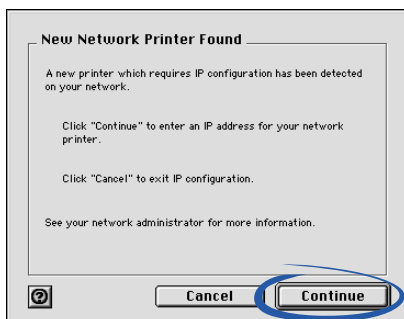 New Network Printer Found
A new printer which requires IP configuration has been detected
on your network.
Click "Continue" to enter an IP address for your network
printer.
Click "Cancel" to exit IP configuration.
See your network administrator for more information.
?
Cancel
Continue